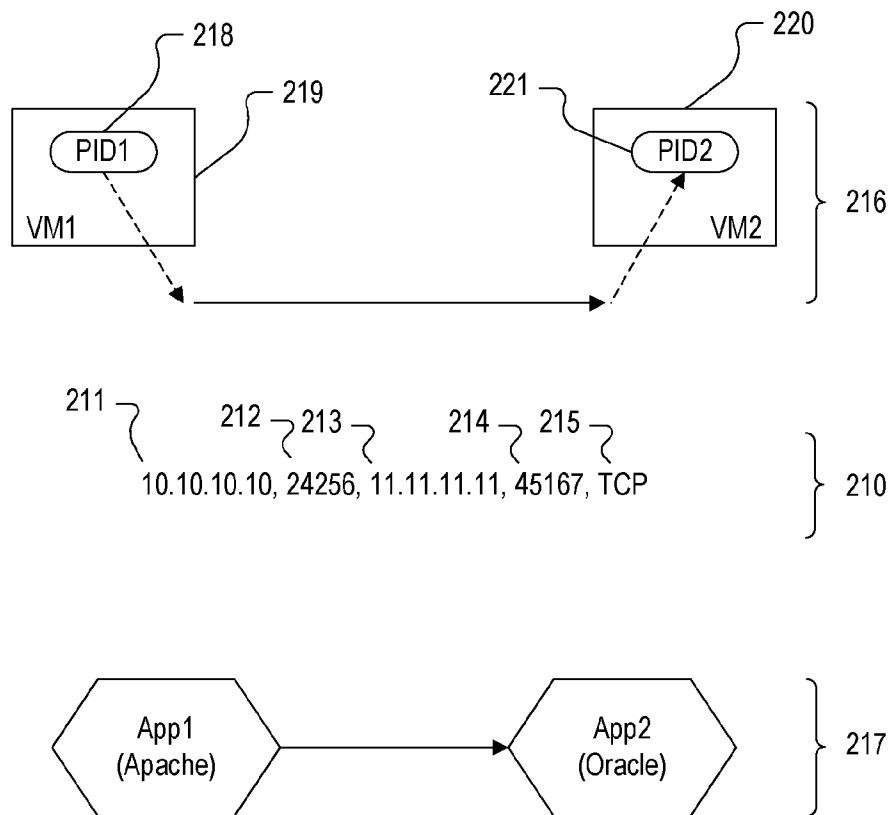 218
220
219
221
PID1
PID2
216
VM1
VM2
211
212
213
214
215
10.10.10.10, 24256, 11.11.11.11, 45167, TCP
210
App1
(Apache)
App2
(Oracle)
217